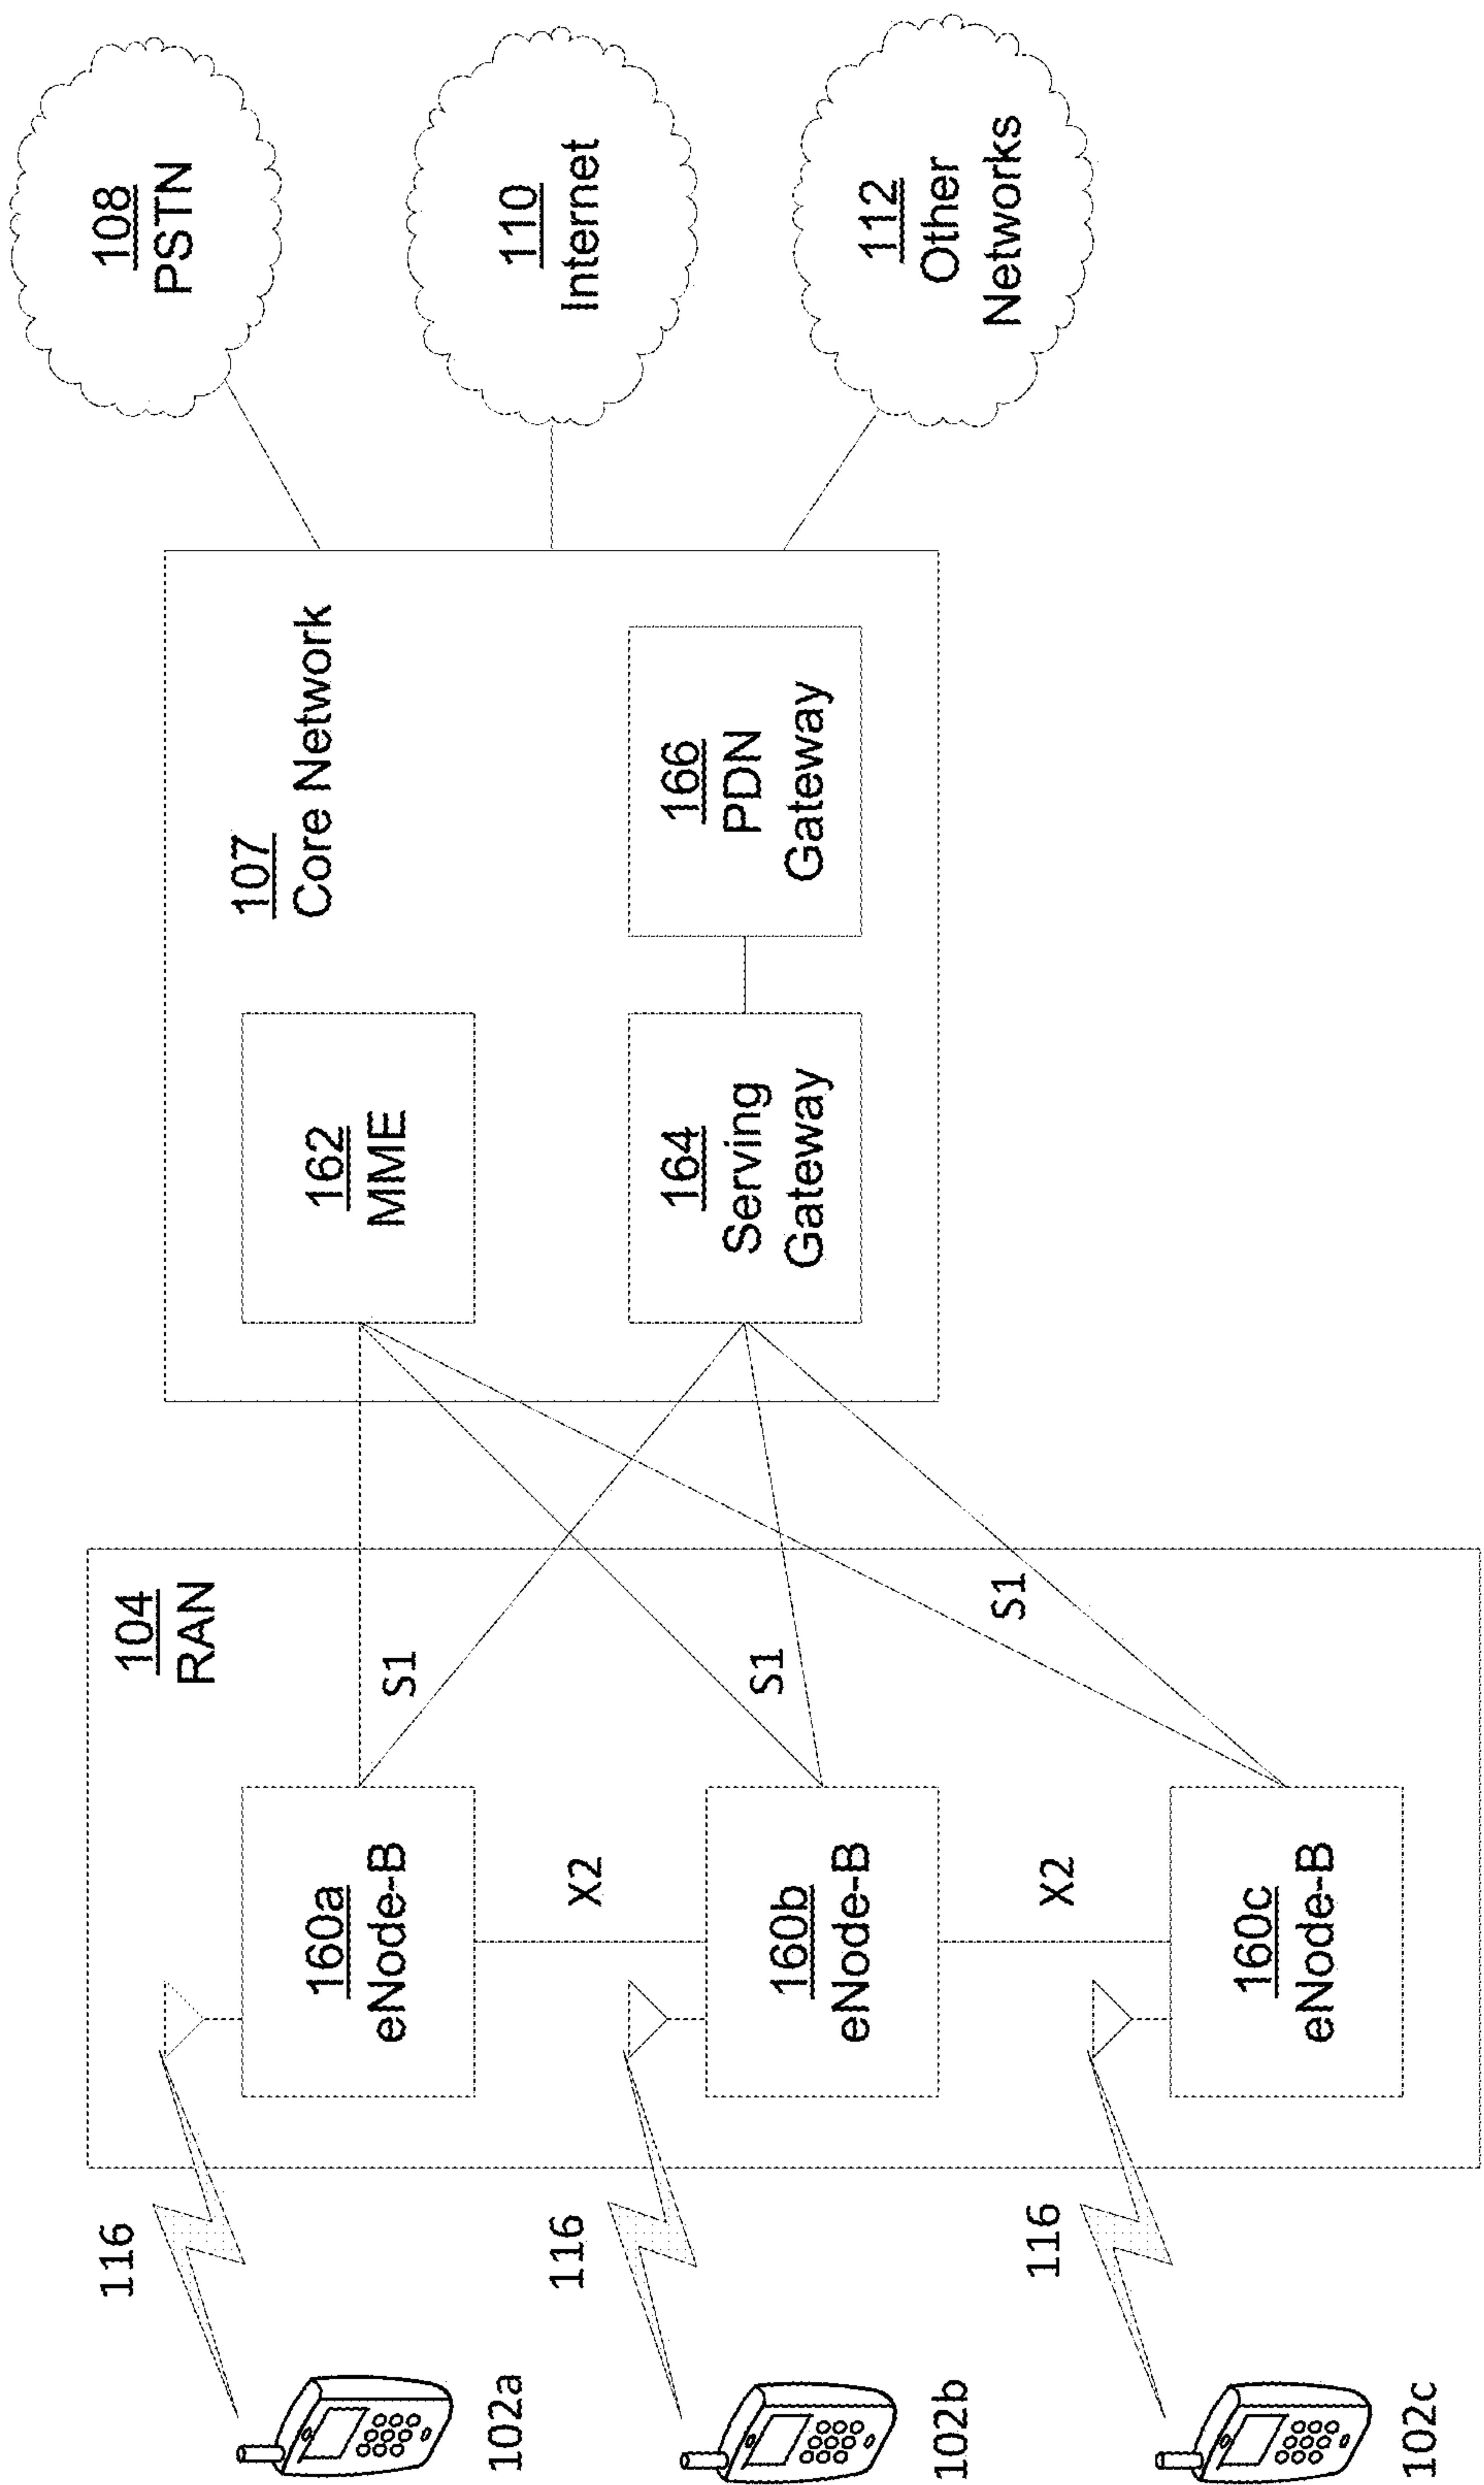 102a
116
104
RAN
160a
eNode-B
S1
162
MME
107
Core Network
108
PSTN
X2
102b
116
160b
eNode-B
S1
164
Serving
Gateway
166
PDN
Gateway
110
Internet
X2
102c
116
160c
eNode-B
S1
112
Other
Networks